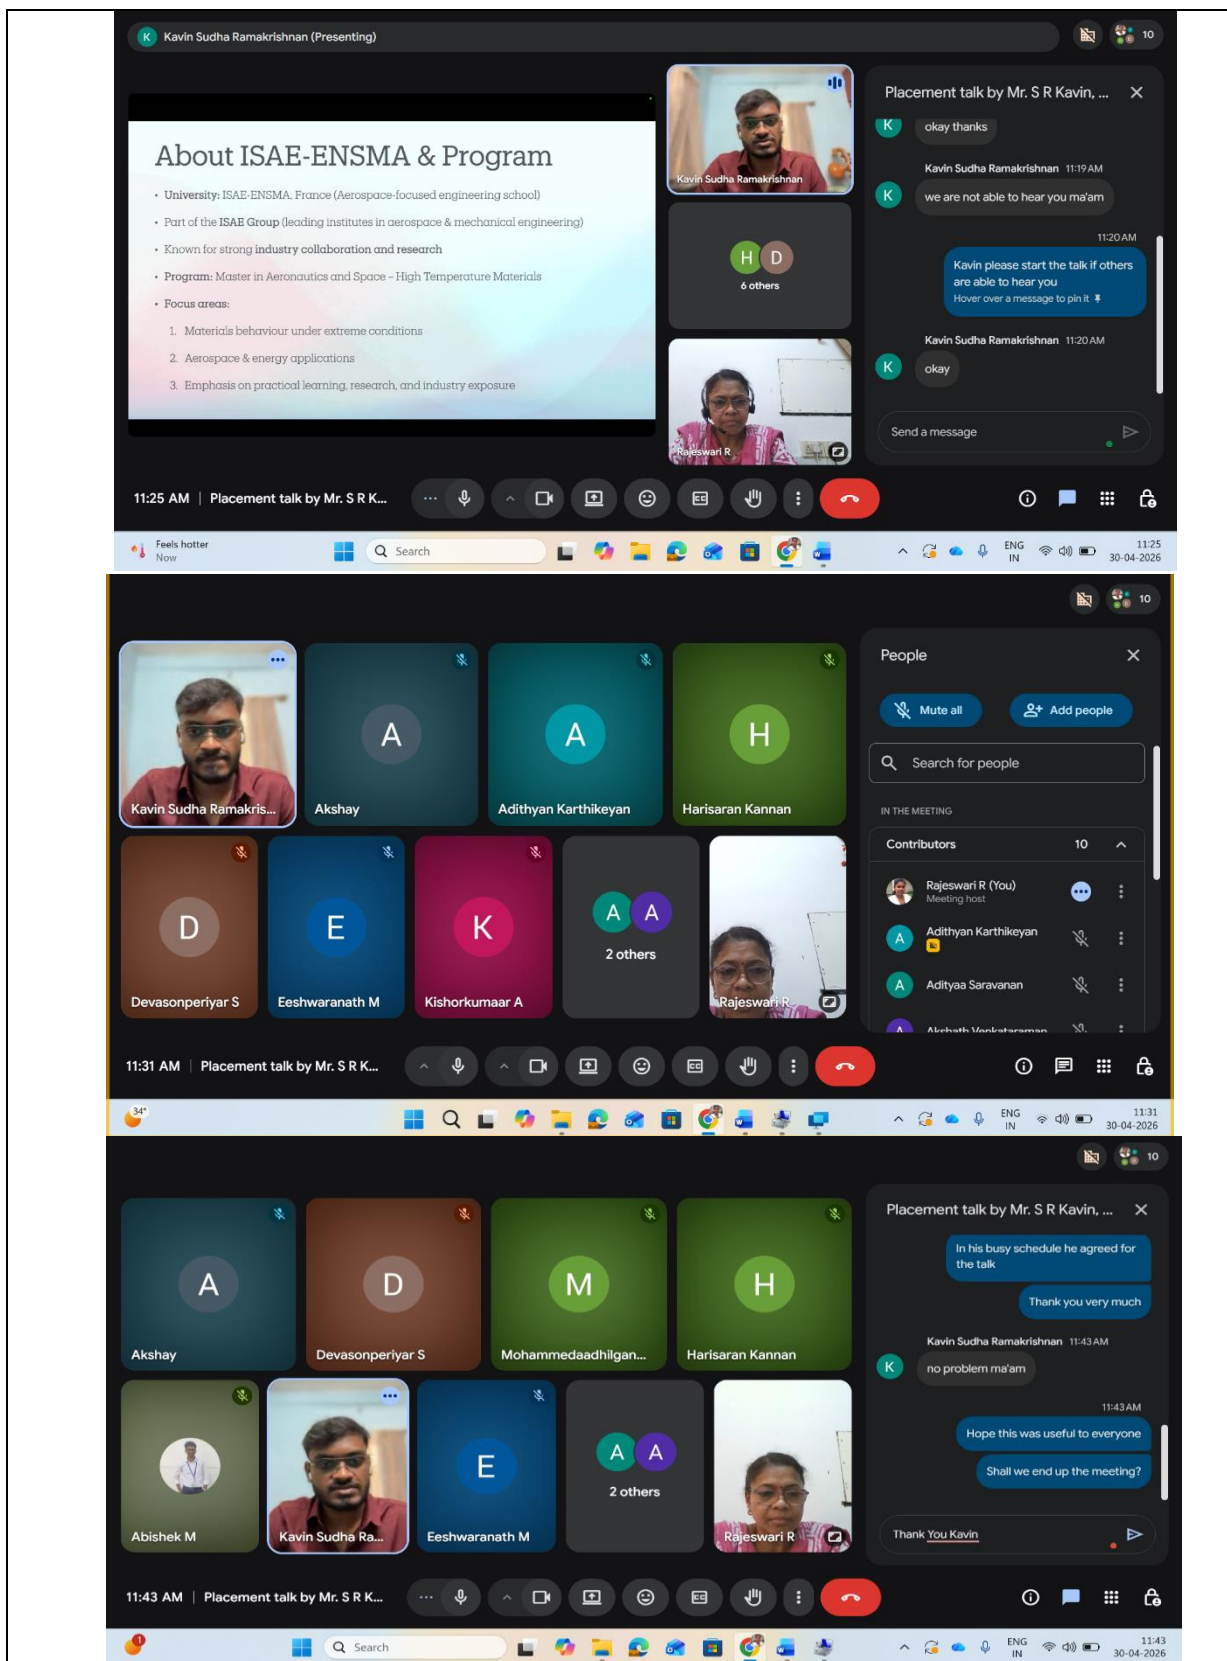 K Kavin Sudha Ramakrishnan (Presenting)
10
About ISAE-ENSMA & Program
• University: ISAE-ENSMA, France (Aerospace-focused engineering school)
• Part of the ISAE Group (leading institutes in aerospace & mechanical engineering)
• Known for strong industry collaboration and research
• Program: Master in Aeronautics and Space – High Temperature Materials
• Focus areas:
1. Materials behaviour under extreme conditions
2. Aerospace & energy applications
3. Emphasis on practical learning, research, and industry exposure
Kavin Sudha Ramakrishnan
H D
6 others
Rajeswari R
Placement talk by Mr. S R Kavin, ...
K
okay thanks
Kavin Sudha Ramakrishnan 11:19 AM
K
we are not able to hear you ma'am
11:20 AM
Kavin please start the talk if others
are able to hear you
Hover over a message to pin it
Kavin Sudha Ramakrishnan 11:20 AM
K
okay
Send a message
11:25 AM | Placement talk by Mr. S R K...
Feels hotter
Now
Search
ENG
IN
11:25
30-04-2026
10
Kavin Sudha Ramakris...
A
Akshay
A
Adithyan Karthikeyan
H
Harisaran Kannan
D
Devasonperiyar S
E
Eeshwaranath M
K
Kishorkumaar A
A A
2 others
Rajeswari R
People
Mute all
Add people
Search for people
IN THE MEETING
Contributors 10
Rajeswari R (You)
Meeting host
A
Adithyan Karthikeyan
A
Adityaa Saravanan
A
Akshath Venkataraman
11:31 AM | Placement talk by Mr. S R K...
34°
ENG
IN
11:31
30-04-2026
10
A
Akshay
D
Devasonperiyar S
M
Mohammedaadhilgan...
H
Harisaran Kannan
Abishek M
Kavin Sudha Ra...
E
Eeshwaranath M
A A
2 others
Rajeswari R
Placement talk by Mr. S R Kavin, ...
In his busy schedule he agreed for
the talk
Thank you very much
Kavin Sudha Ramakrishnan 11:43 AM
K
no problem ma'am
11:43 AM
Hope this was useful to everyone
Shall we end up the meeting?
Thank You Kavin
11:43 AM | Placement talk by Mr. S R K...
1
Search
ENG
IN
11:43
30-04-2026